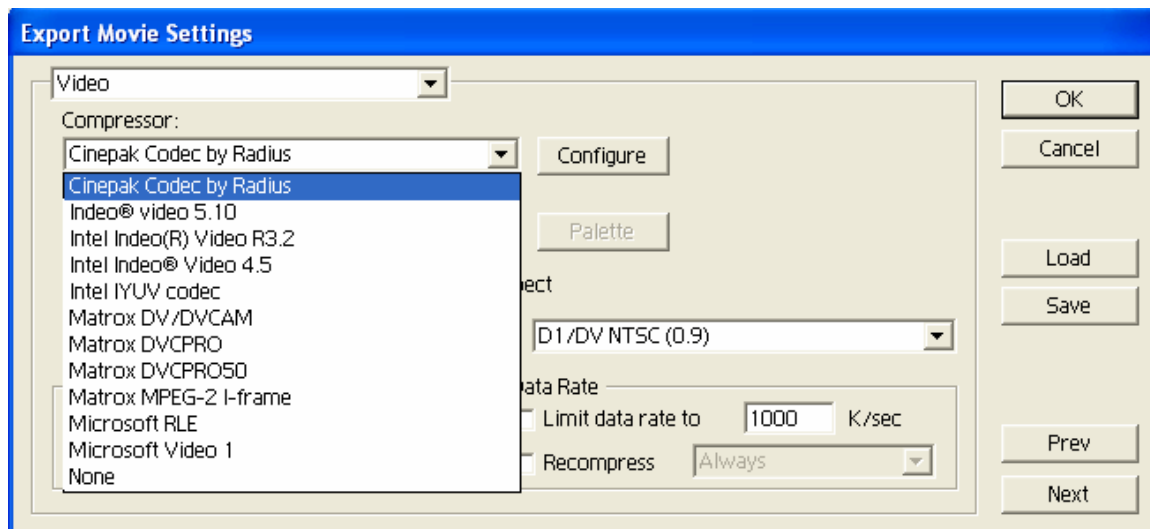 Export Movie Settings
Video
Compressor:
Cinepak Codec by Radius
Configure
Cinepak Codec by Radius
Indeo® video 5.10
Intel Indeo(R) Video R3.2
Intel Indeo® Video 4.5
Intel IYUV codec
Matrox DV/DVCAM
Matrox DVCPRO
Matrox DVCPRO50
Matrox MPEG-2 I-frame
Microsoft RLE
Microsoft Video 1
None
Palette
pect
D1/DV NTSC (0.9)
Data Rate
Limit data rate to 1000 K/sec
Recompress Always
OK
Cancel
Load
Save
Prev
Next